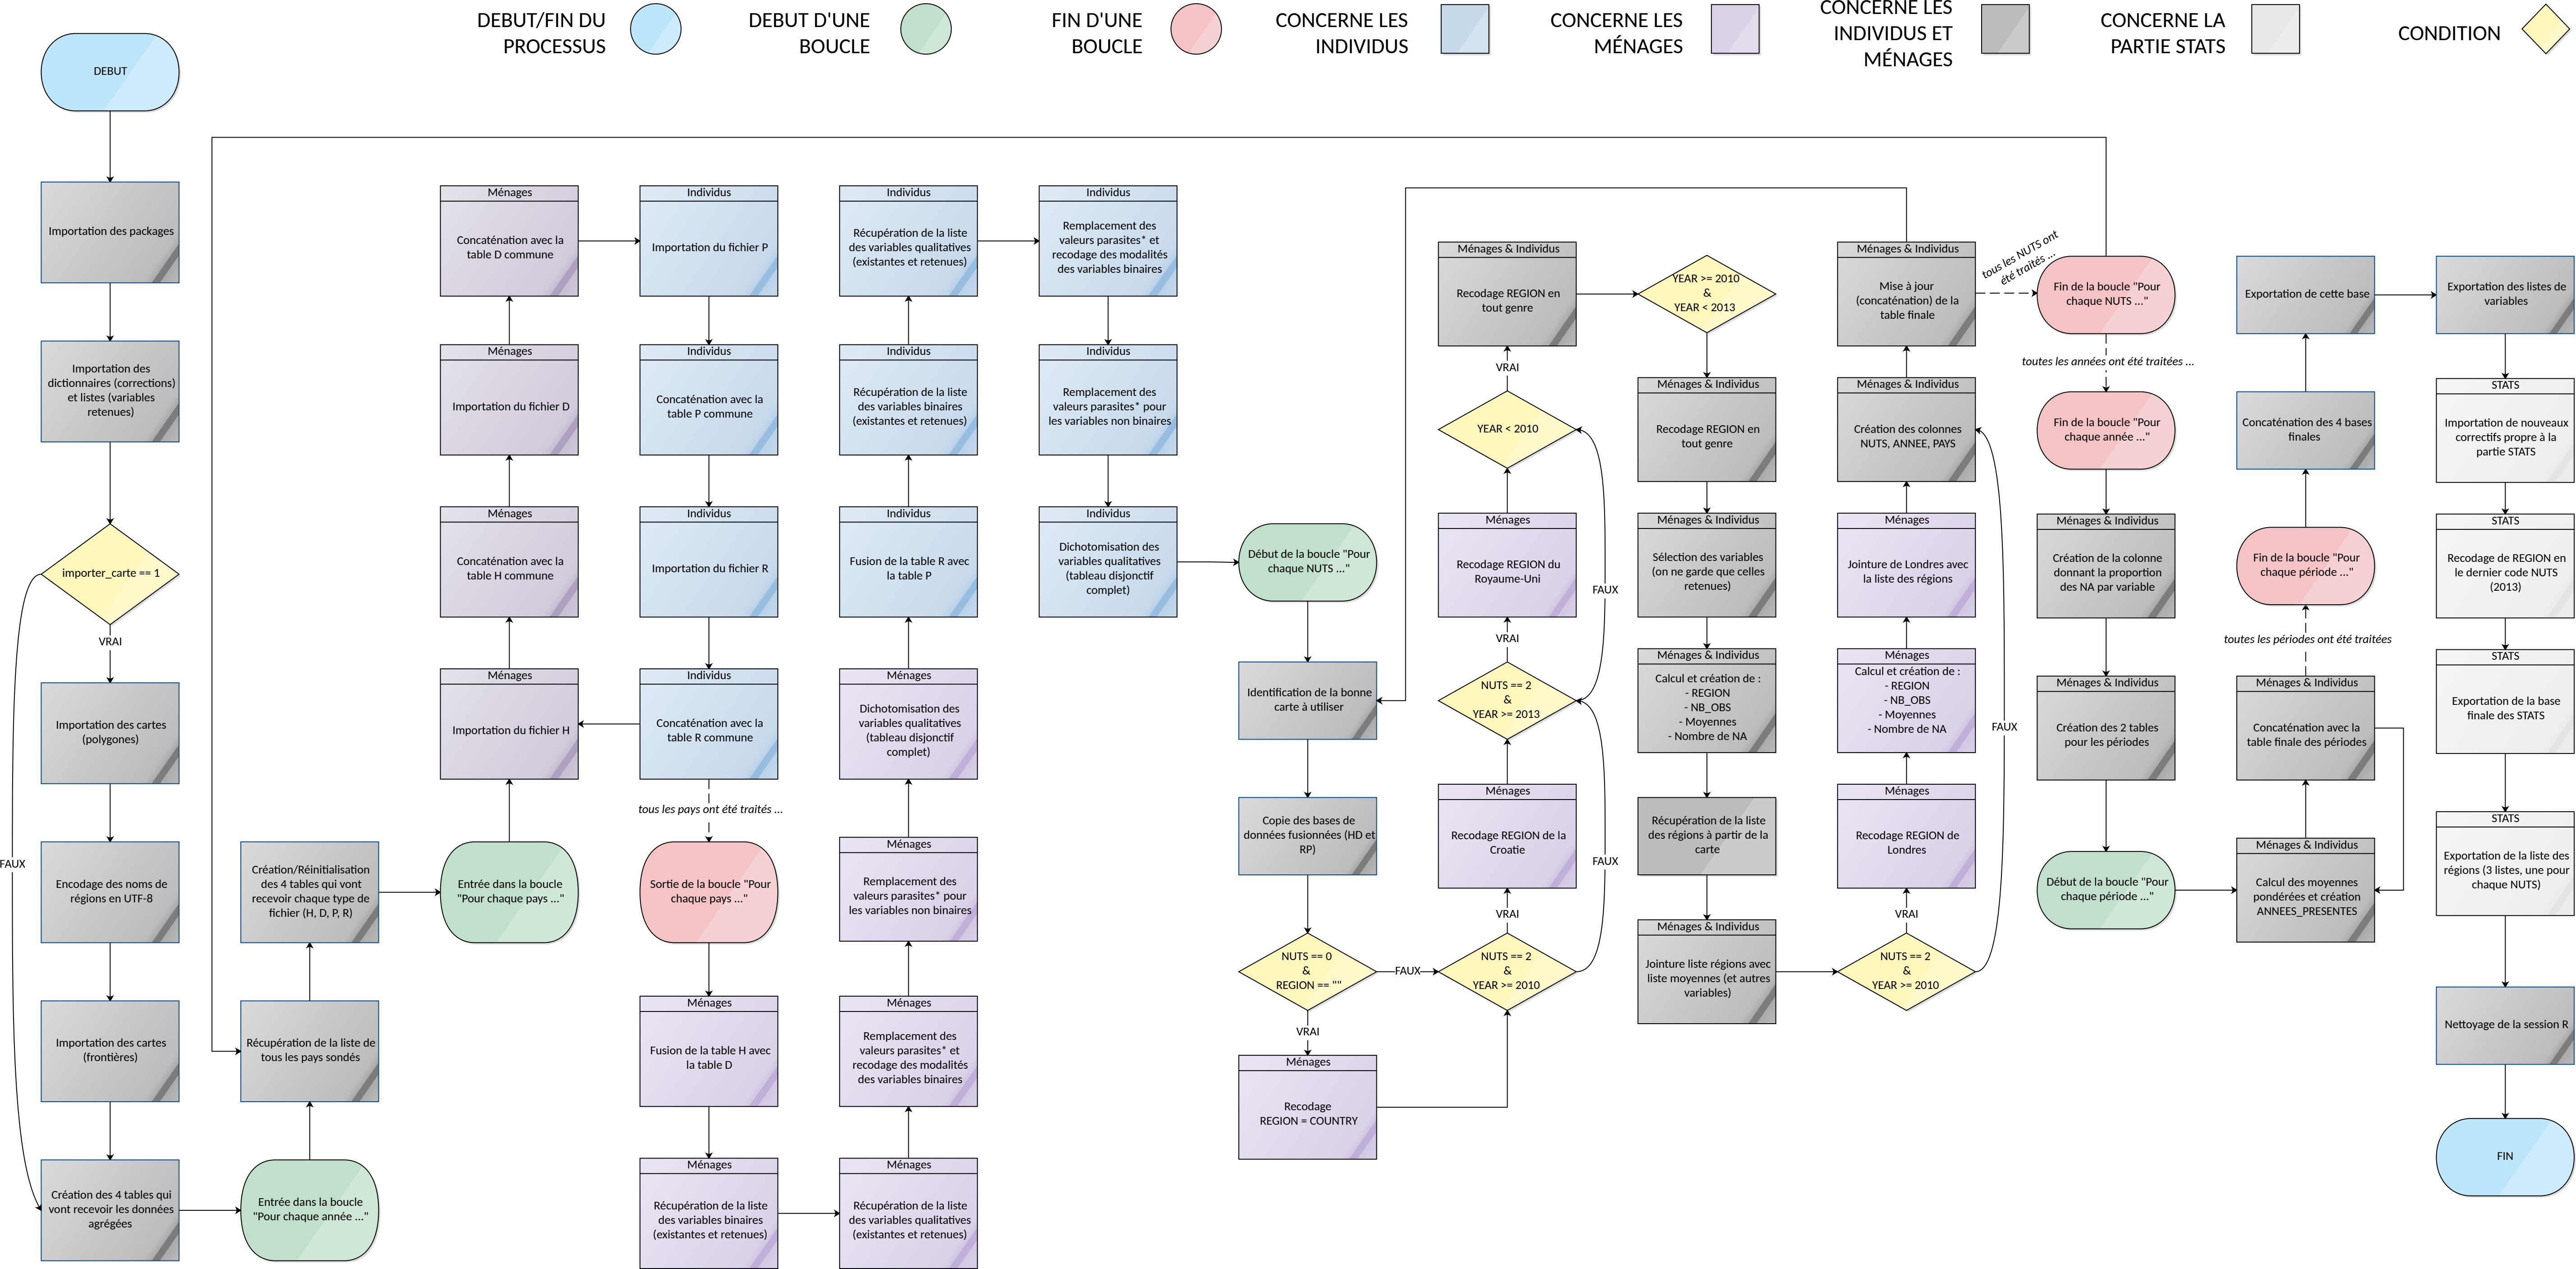 DEBUT/FIN DU
PROCESSUS
DEBUT D'UNE
BOUCLE
FIN D'UNE
BOUCLE
CONCERNE LES
INDIVIDUS
CONCERNE LES
MÉNAGES
CONCERNE LES
INDIVIDUS ET
MÉNAGES
CONCERNE LA
PARTIE STATS
CONDITION
DEBUT
Importation des packages
Importation des
dictionnaires (corrections)
et listes (variables
retenues)
importer_carte == 1
VRAI
FAUX
Importation des cartes
(polygones)
Encodage des noms de
régions en UTF-8
Importation des cartes
(frontières)
Création des 4 tables qui
vont recevoir les données
agrégées
Entrée dans la boucle
"Pour chaque année ..."
Récupération de la liste de
tous les pays sondés
Création/Réinitialisation
des 4 tables qui vont
recevoir chaque type de
fichier (H, D, P, R)
Entrée dans la boucle
"Pour chaque pays ..."
Ménages
Importation du fichier H
Ménages
Concaténation avec la
table H commune
Ménages
Importation du fichier D
Ménages
Concaténation avec la
table D commune
Individus
Importation du fichier P
Individus
Concaténation avec la
table P commune
Individus
Importation du fichier R
Individus
Concaténation avec la
table R commune
tous les pays ont été traités ...
Sortie de la boucle "Pour
chaque pays ..."
Ménages
Fusion de la table H avec
la table D
Ménages
Récupération de la liste
des variables binaires
(existantes et retenues)
Ménages
Récupération de la liste
des variables qualitatives
(existantes et retenues)
Ménages
Remplacement des
valeurs parasites* et
recodage des modalités
des variables binaires
Ménages
Remplacement des
valeurs parasites* pour
les variables non binaires
Ménages
Dichotomisation des
variables qualitatives
(tableau disjonctif
complet)
Individus
Fusion de la table R avec
la table P
Individus
Récupération de la liste
des variables binaires
(existantes et retenues)
Individus
Récupération de la liste
des variables qualitatives
(existantes et retenues)
Individus
Remplacement des
valeurs parasites* et
recodage des modalités
des variables binaires
Individus
Remplacement des
valeurs parasites* pour
les variables non binaires
Individus
Dichotomisation des
variables qualitatives
(tableau disjonctif
complet)
Début de la boucle "Pour
chaque NUTS ..."
Identification de la bonne
carte à utiliser
Copie des bases de
données fusionnées (HD et
RP)
NUTS == 0
&
REGION == ""
FAUX
VRAI
Ménages
Recodage
REGION = COUNTRY
NUTS == 2
&
YEAR >= 2010
VRAI
FAUX
Ménages
Recodage REGION de la
Croatie
NUTS == 2
&
YEAR >= 2013
VRAI
FAUX
Ménages
Recodage REGION du
Royaume-Uni
YEAR < 2010
VRAI
Ménages & Individus
Recodage REGION en
tout genre
YEAR >= 2010
&
YEAR < 2013
Ménages & Individus
Recodage REGION en
tout genre
Ménages & Individus
Sélection des variables
(on ne garde que celles
retenues)
Ménages & Individus
Calcul et création de :
- REGION
- NB_OBS
- Moyennes
- Nombre de NA
Récupération de la liste
des régions à partir de la
carte
Ménages & Individus
Jointure liste régions avec
liste moyennes (et autres
variables)
NUTS == 2
&
YEAR >= 2010
VRAI
FAUX
Ménages
Recodage REGION de
Londres
Ménages
Calcul et création de :
- REGION
- NB_OBS
- Moyennes
- Nombre de NA
Ménages
Jointure de Londres avec
la liste des régions
Ménages & Individus
Création des colonnes
NUTS, ANNEE, PAYS
Ménages & Individus
Mise à jour
(concaténation) de la
table finale
tous les NUTS ont
été traités ...
Fin de la boucle "Pour
chaque NUTS ..."
toutes les années ont été traitées ...
Fin de la boucle "Pour
chaque année ..."
Ménages & Individus
Création de la colonne
donnant la proportion
des NA par variable
Ménages & Individus
Création des 2 tables
pour les périodes
Début de la boucle "Pour
chaque période ..."
Ménages & Individus
Calcul des moyennes
pondérées et création
ANNEES_PRESENTES
Ménages & Individus
Concaténation avec la
table finale des périodes
toutes les périodes ont été traitées
Fin de la boucle "Pour
chaque période ..."
Concaténation des 4 bases
finales
Exportation de cette base
Exportation des listes de
variables
STATS
Importation de nouveaux
correctifs propre à la
partie STATS
STATS
Recodage de REGION en
le dernier code NUTS
(2013)
STATS
Exportation de la base
finale des STATS
STATS
Exportation de la liste des
régions (3 listes, une pour
chaque NUTS)
Nettoyage de la session R
FIN